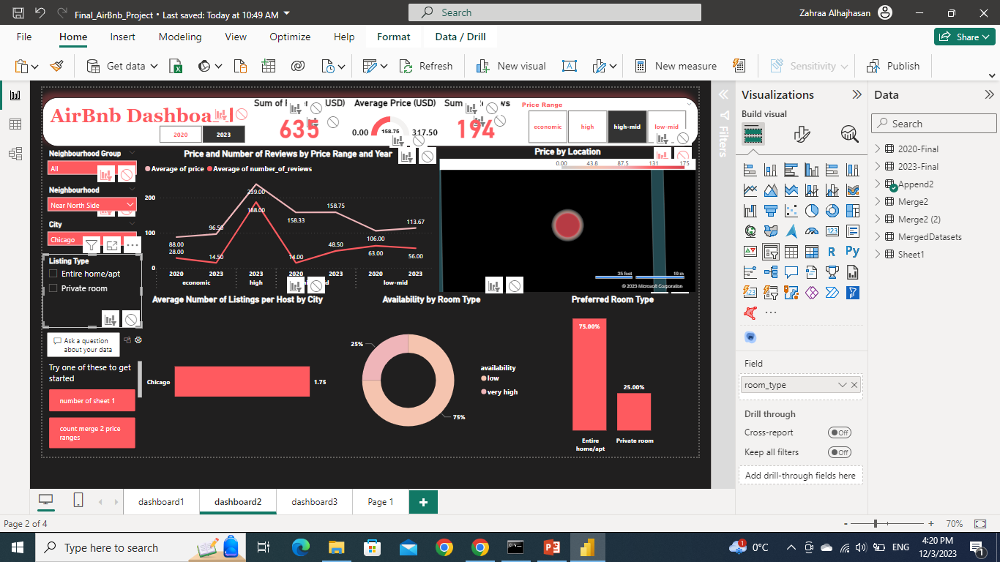 Final_AirBnb_Project • Last saved: Today at 10:49 AM
Search
Zahraa Alhajhasan
File Home Insert Modeling View Optimize Help Format Data / Drill
Share
Get data
Refresh
New visual
New measure
Sensitivity
Publish
AirBnb Dashboa
2020
2023
Sum of
USD)
635
Average Price (USD)
0.00
158.75
317.50
Sum
ws
194
Price Range
economic
high
high-mid
low-mid
Neighbourhood Group
All
Neighbourhood
Near North Side
City
Chicago
Listing Type
Entire home/apt
Private room
Ask a question
about your data
Try one of these to get
started
number of sheet 1
count merge 2 price
ranges
Price and Number of Reviews by Price Range and Year
Average of price Average of number_of_reviews
200
100
0
88.00
28.00
96.50
14.50
239.00
188.00
158.33
14.00
158.75
48.50
106.00
63.00
113.67
56.00
2020 2023 2023 2020 2023 2020 2023
economic high d low-mid
Price by Location
0.00 43.8 87.5 131 175
25 feet 10 m
© 2023 Microsoft Corporation
Average Number of Listings per Host by City
Chicago
1.75
Availability by Room Type
25%
75%
availability
low
very high
Preferred Room Type
75.00%
25.00%
Entire
home/apt
Private room
Filters
Visualizations
Build visual
R
Py
123
Field
room_type
Drill through
Cross-report
Off
Keep all filters
Off
Add drill-through fields here
Data
Search
2020-Final
2023-Final
Append2
Merge2
Merge2 (2)
MergedDatasets
Sheet1
dashboard1
dashboard2
dashboard3
Page 1
Page 2 of 4
70%
Type here to search
1
0°C
ENG
4:20 PM
12/3/2023
1